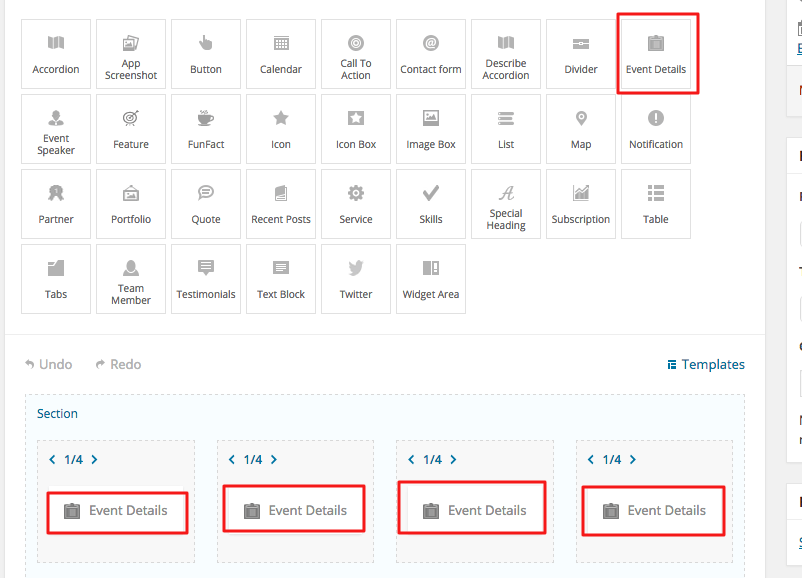 Accordion
App
Screenshot
Button
Calendar
Call To
Action
Contact form
Describe
Accordion
Divider
Event Details
Event
Speaker
Feature
FunFact
Icon
Icon Box
Image Box
List
Map
Notification
Partner
Portfolio
Quote
Recent Posts
Service
Skills
Special
Heading
Subscription
Table
Tabs
Team
Member
Testimonials
Text Block
Twitter
Widget Area
Undo Redo Templates
Section
1/4 1/4 1/4 1/4
Event Details Event Details Event Details Event Details